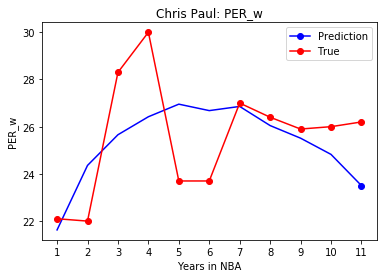 Chris Paul: PER_w
Prediction
True
30
28
26
24
22
PER_w
1 2 3 4 5 6 7 8 9 10 11
Years in NBA